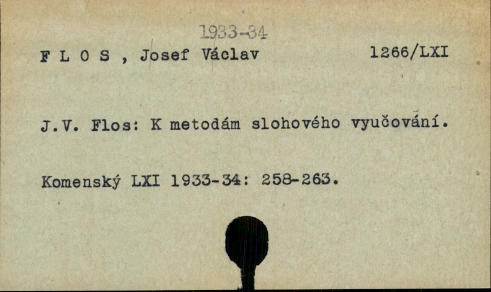 1933-34
F L O S , Josef Václav 1266/LXI
J.V. Flos: K metodám slohového vyučování.
Komenský LXI 1933-34: 258-263.